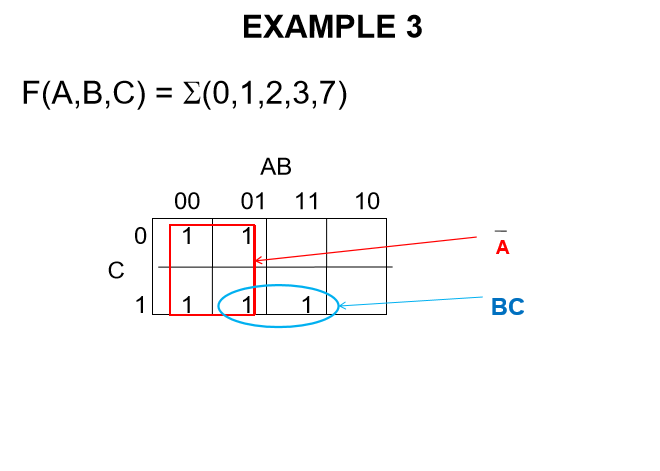 EXAMPLE 3
F(A,B,C) = Σ(0,1,2,3,7)
AB
00 01 11 10
0 1 1
A̅
C
1 1 1 1
BC